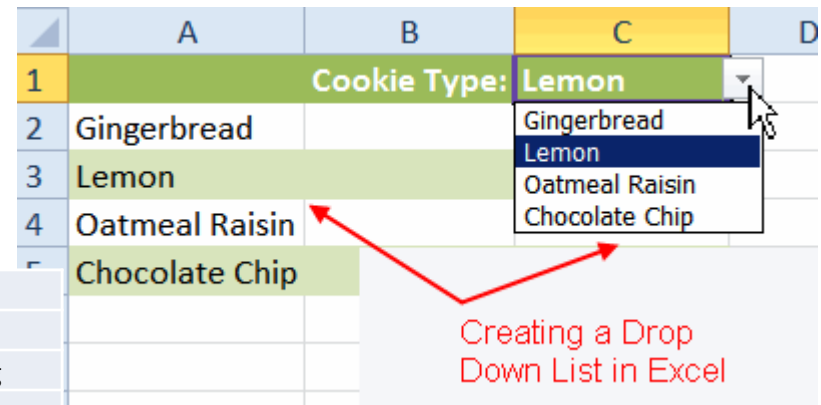 A B C D
1 Cookie Type: Lemon
2 Gingerbread
3 Lemon
4 Oatmeal Raisin
Chocolate Chip
Gingerbread
Lemon
Oatmeal Raisin
Chocolate Chip
Creating a Drop
Down List in Excel